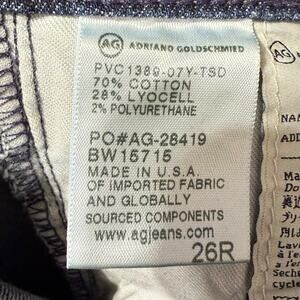 AG ADRIANO GOLDSCHMIED
PVC1389-07Y-TSD
70% COTTON
28% LYOCELL
2% POLYURETHANE
PO#AG-28419
BW15715
MADE IN U.S.A.
OF IMPORTED FABRIC
AND GLOBALLY
SOURCED COMPONENTS
www.agjeans.com
26R
AG